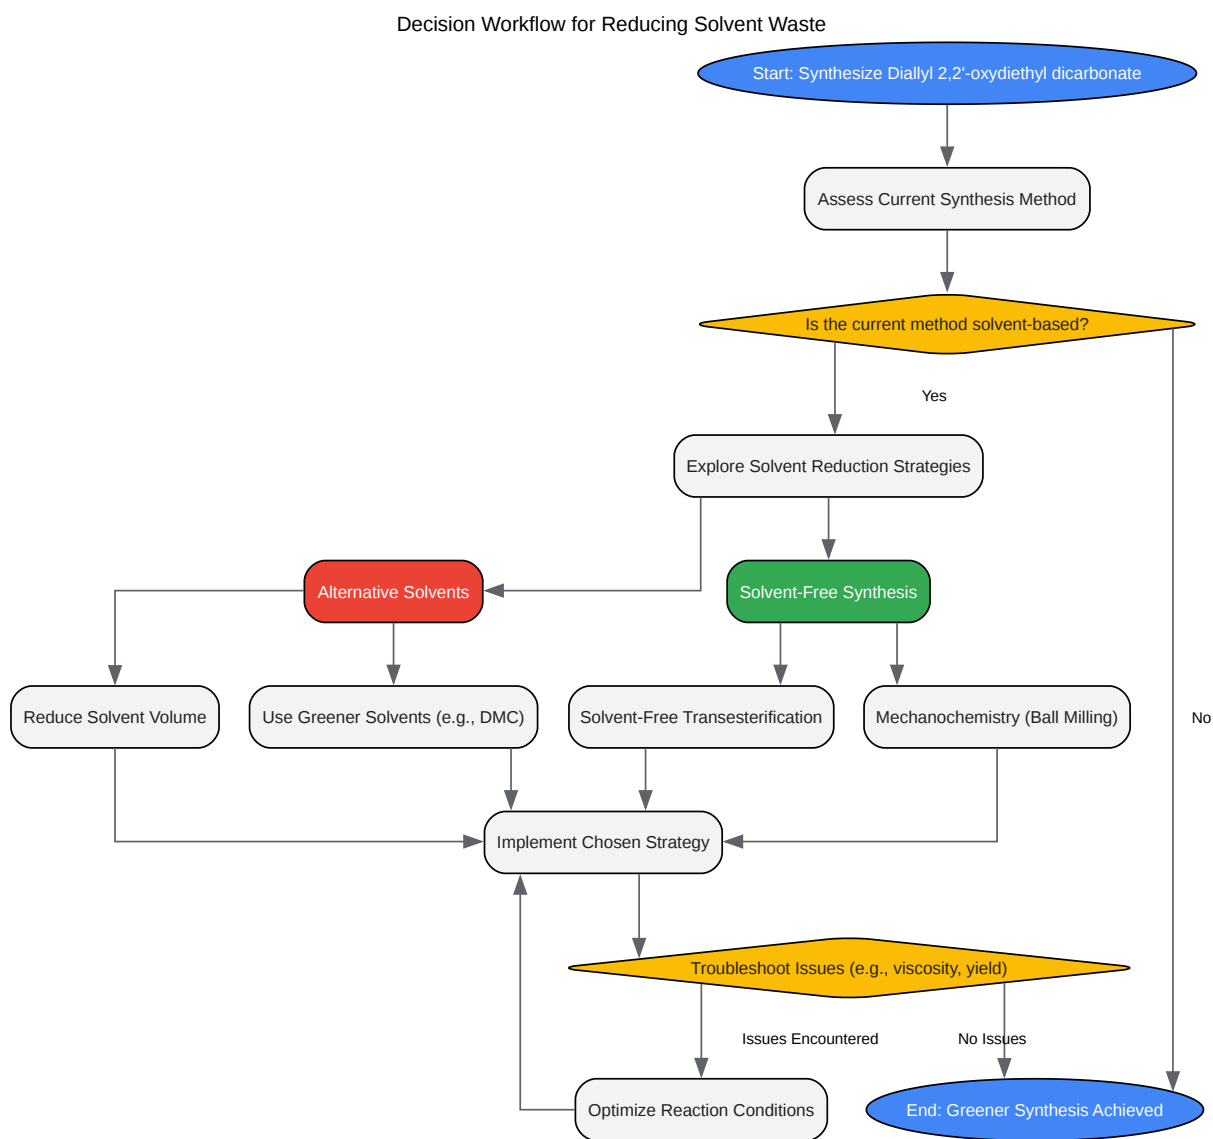 Decision Workflow for Reducing Solvent Waste
Start: Synthesize Diallyl 2,2'-oxydiethyl dicarbonate
Assess Current Synthesis Method
Is the current method solvent-based?
Yes
Explore Solvent Reduction Strategies
Alternative Solvents
Solvent-Free Synthesis
Reduce Solvent Volume
Use Greener Solvents (e.g., DMC)
Solvent-Free Transesterification
Mechanochemistry (Ball Milling)
No
Implement Chosen Strategy
Troubleshoot Issues (e.g., viscosity, yield)
Issues Encountered
No Issues
Optimize Reaction Conditions
End: Greener Synthesis Achieved